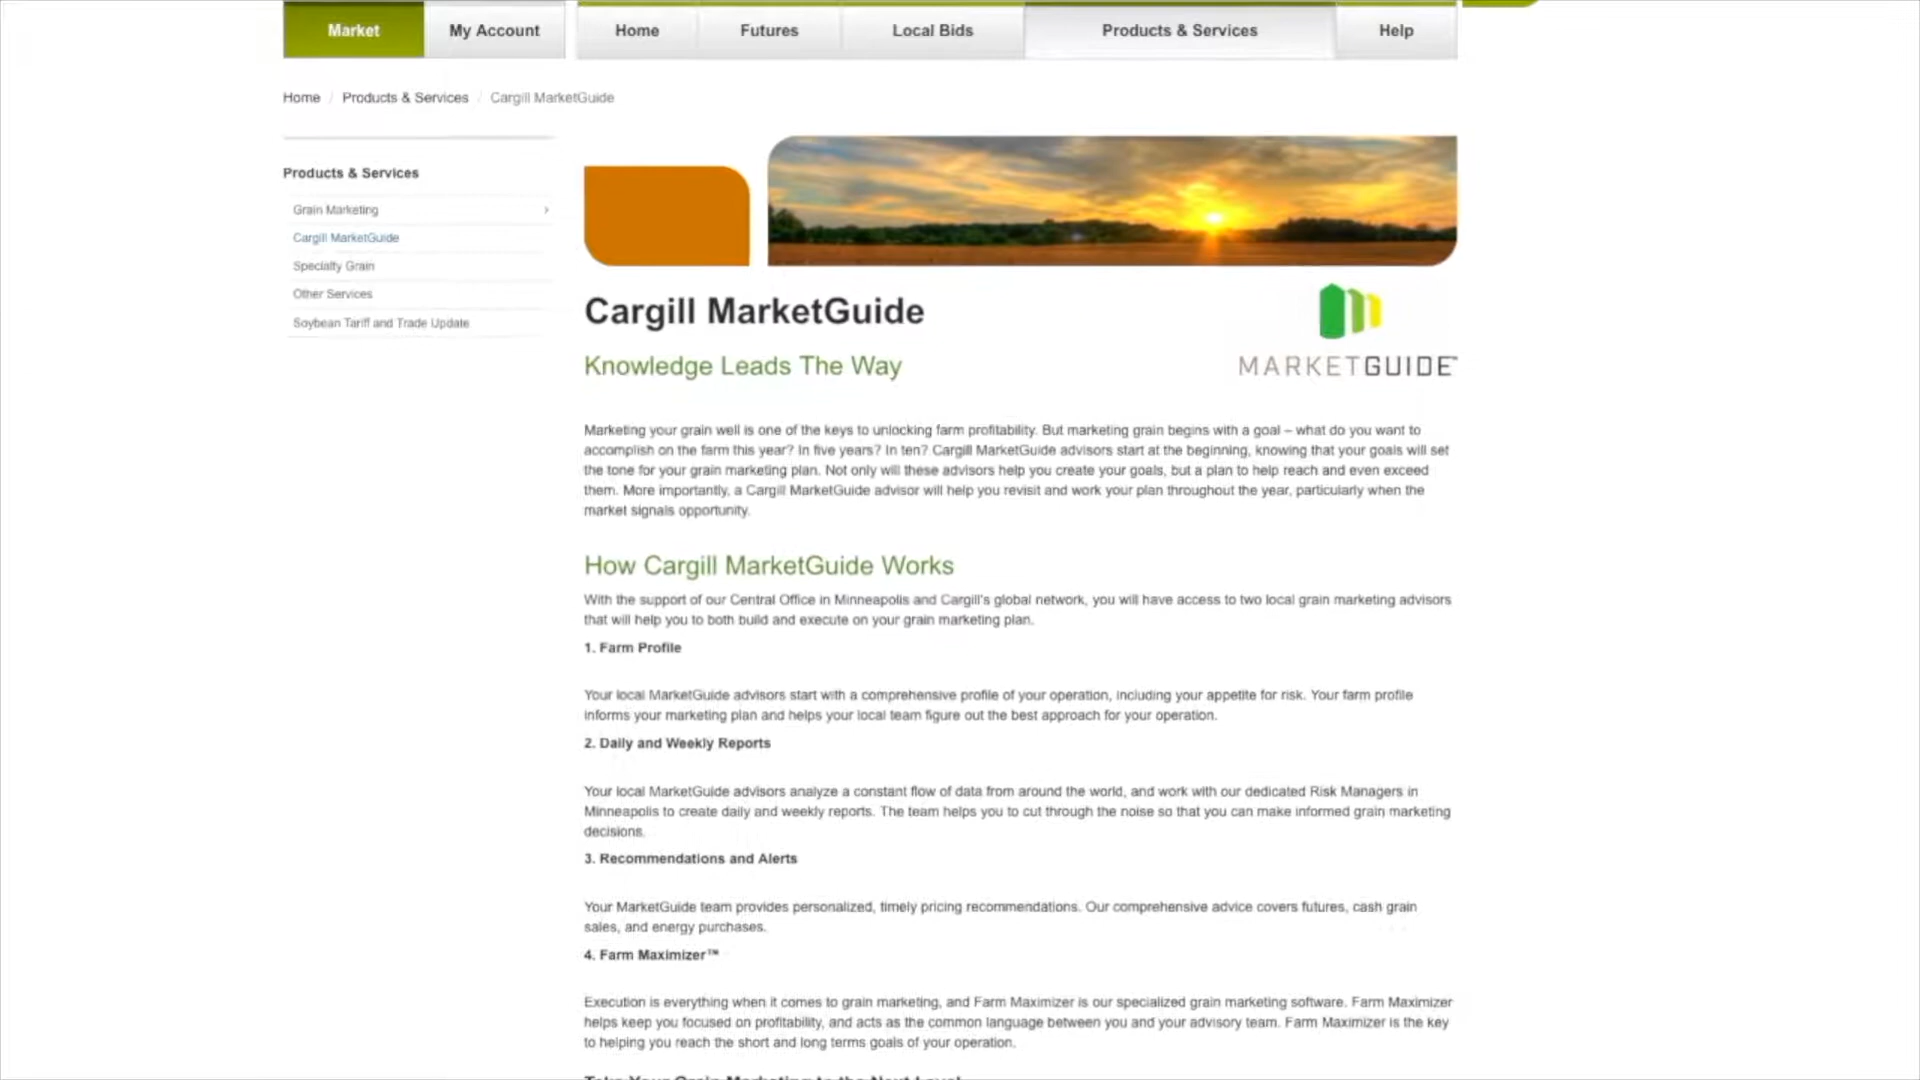 Market
My Account
Home
Futures
Local Bids
Products & Services
Help
Home / Products & Services / Cargill MarketGuide
Products & Services
Grain Marketing
Cargill MarketGuide
Specialty Grain
Other Services
Soybean Tariff and Trade Update
Cargill MarketGuide
Knowledge Leads The Way
MARKETGUIDE™
Marketing your grain well is one of the keys to unlocking farm profitability. But marketing grain begins with a goal – what do you want to
accomplish on the farm this year? In five years? In ten? Cargill MarketGuide advisors start at the beginning, knowing that your goals will set
the tone for your grain marketing plan. Not only will these advisors help you create your goals, but a plan to help reach and even exceed
them. More importantly, a Cargill MarketGuide advisor will help you revisit and work your plan throughout the year, particularly when the
market signals opportunity.
How Cargill MarketGuide Works
With the support of our Central Office in Minneapolis and Cargill's global network, you will have access to two local grain marketing advisors
that will help you to both build and execute on your grain marketing plan.
1. Farm Profile
Your local MarketGuide advisors start with a comprehensive profile of your operation, including your appetite for risk. Your farm profile
informs your marketing plan and helps your local team figure out the best approach for your operation.
2. Daily and Weekly Reports
Your local MarketGuide advisors analyze a constant flow of data from around the world, and work with our dedicated Risk Managers in
Minneapolis to create daily and weekly reports. The team helps you to cut through the noise so that you can make informed grain marketing
decisions.
3. Recommendations and Alerts
Your MarketGuide team provides personalized, timely pricing recommendations. Our comprehensive advice covers futures, cash grain
sales, and energy purchases.
4. Farm Maximizer™
Execution is everything when it comes to grain marketing, and Farm Maximizer is our specialized grain marketing software. Farm Maximizer
helps keep you focused on profitability, and acts as the common language between you and your advisory team. Farm Maximizer is the key
to helping you reach the short and long terms goals of your operation.
Take Your Grain Marketing to the Next Level